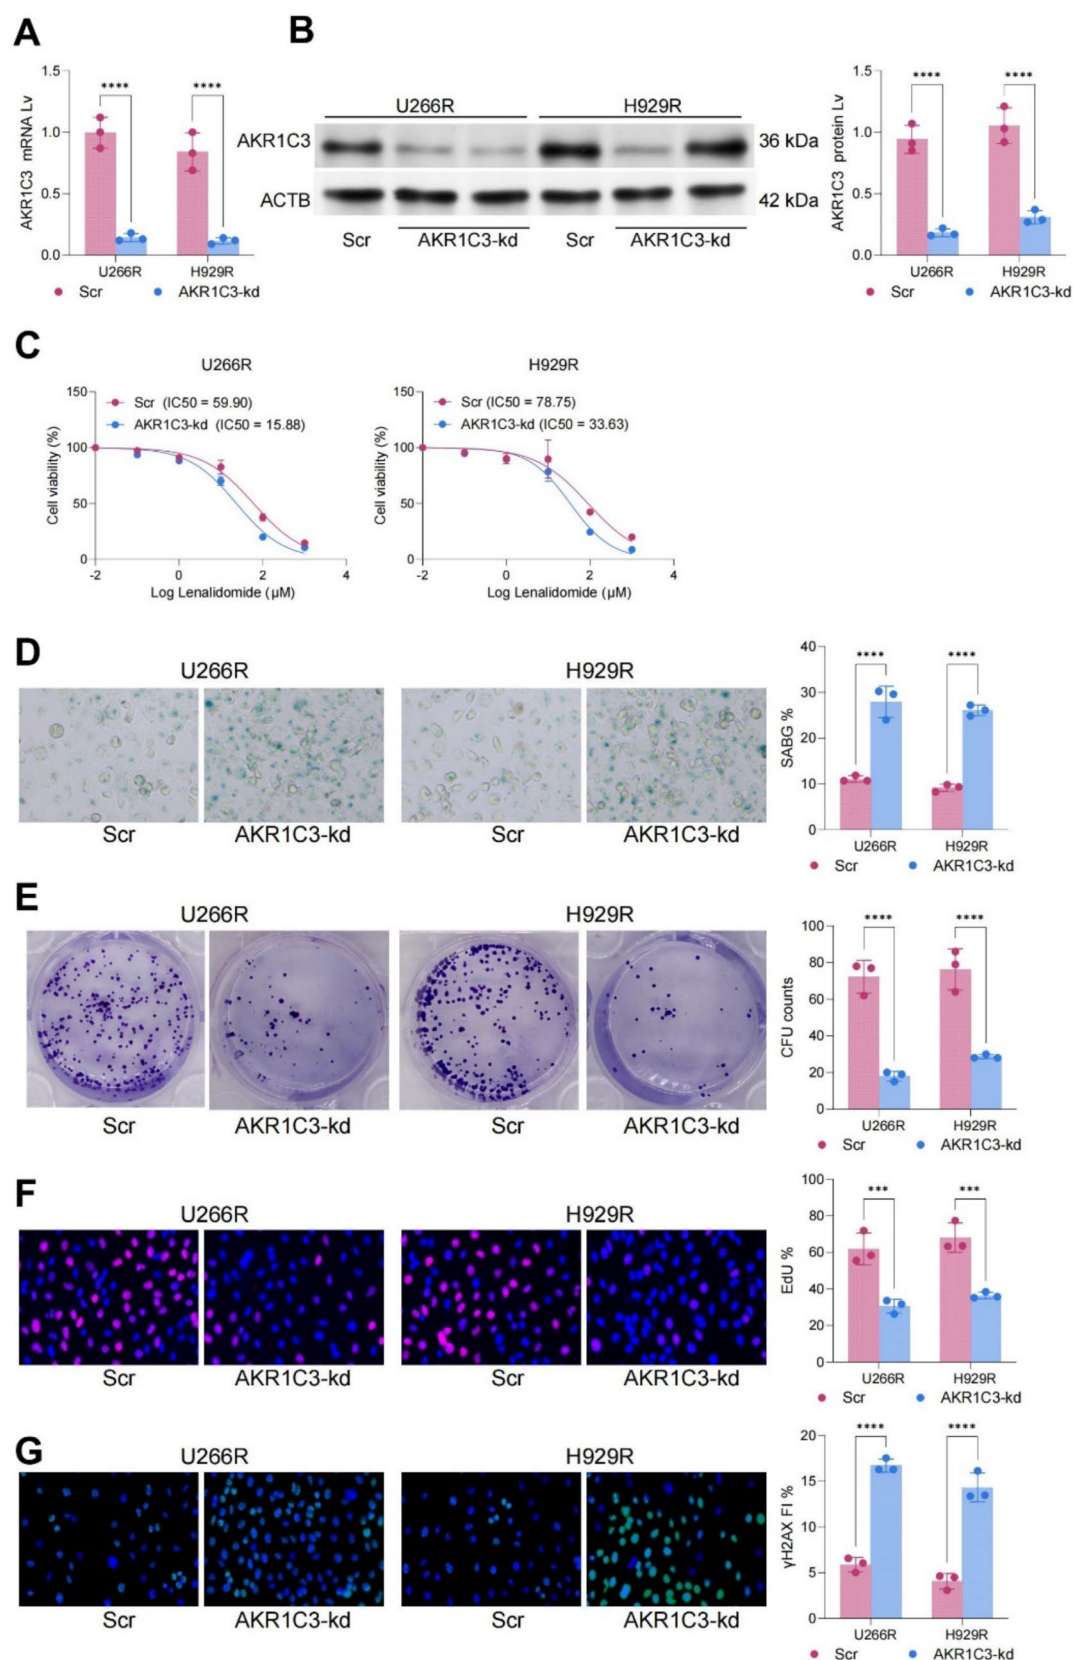 A
AKR1C3 mRNA Lv
1.5
1.0
0.5
0.0
****
****
U266R
H929R
Scr
AKR1C3-kd
B
U266R
H929R
AKR1C3
36 kDa
ACTB
42 kDa
Scr
AKR1C3-kd
Scr
AKR1C3-kd
AKR1C3 protein Lv
1.5
1.0
0.5
0.0
****
****
U266R
H929R
Scr
AKR1C3-kd
C
U266R
Cell viability (%)
150
100
50
0
Scr (IC50 = 59.90)
AKR1C3-kd (IC50 = 15.88)
-2
0
2
4
Log Lenalidomide (µM)
H929R
Cell viability (%)
150
100
50
0
Scr (IC50 = 78.75)
AKR1C3-kd (IC50 = 33.63)
-2
0
2
4
Log Lenalidomide (µM)
D
U266R
H929R
Scr
AKR1C3-kd
Scr
AKR1C3-kd
SABG %
40
30
20
10
0
****
****
U266R
H929R
Scr
AKR1C3-kd
E
U266R
H929R
Scr
AKR1C3-kd
Scr
AKR1C3-kd
CFU counts
100
80
60
40
20
0
****
****
U266R
H929R
Scr
AKR1C3-kd
F
U266R
H929R
Scr
AKR1C3-kd
Scr
AKR1C3-kd
EdU %
100
80
60
40
20
0
***
***
U266R
H929R
Scr
AKR1C3-kd
G
U266R
H929R
Scr
AKR1C3-kd
Scr
AKR1C3-kd
γH2AX FI %
20
15
10
5
0
****
****
U266R
H929R
Scr
AKR1C3-kd